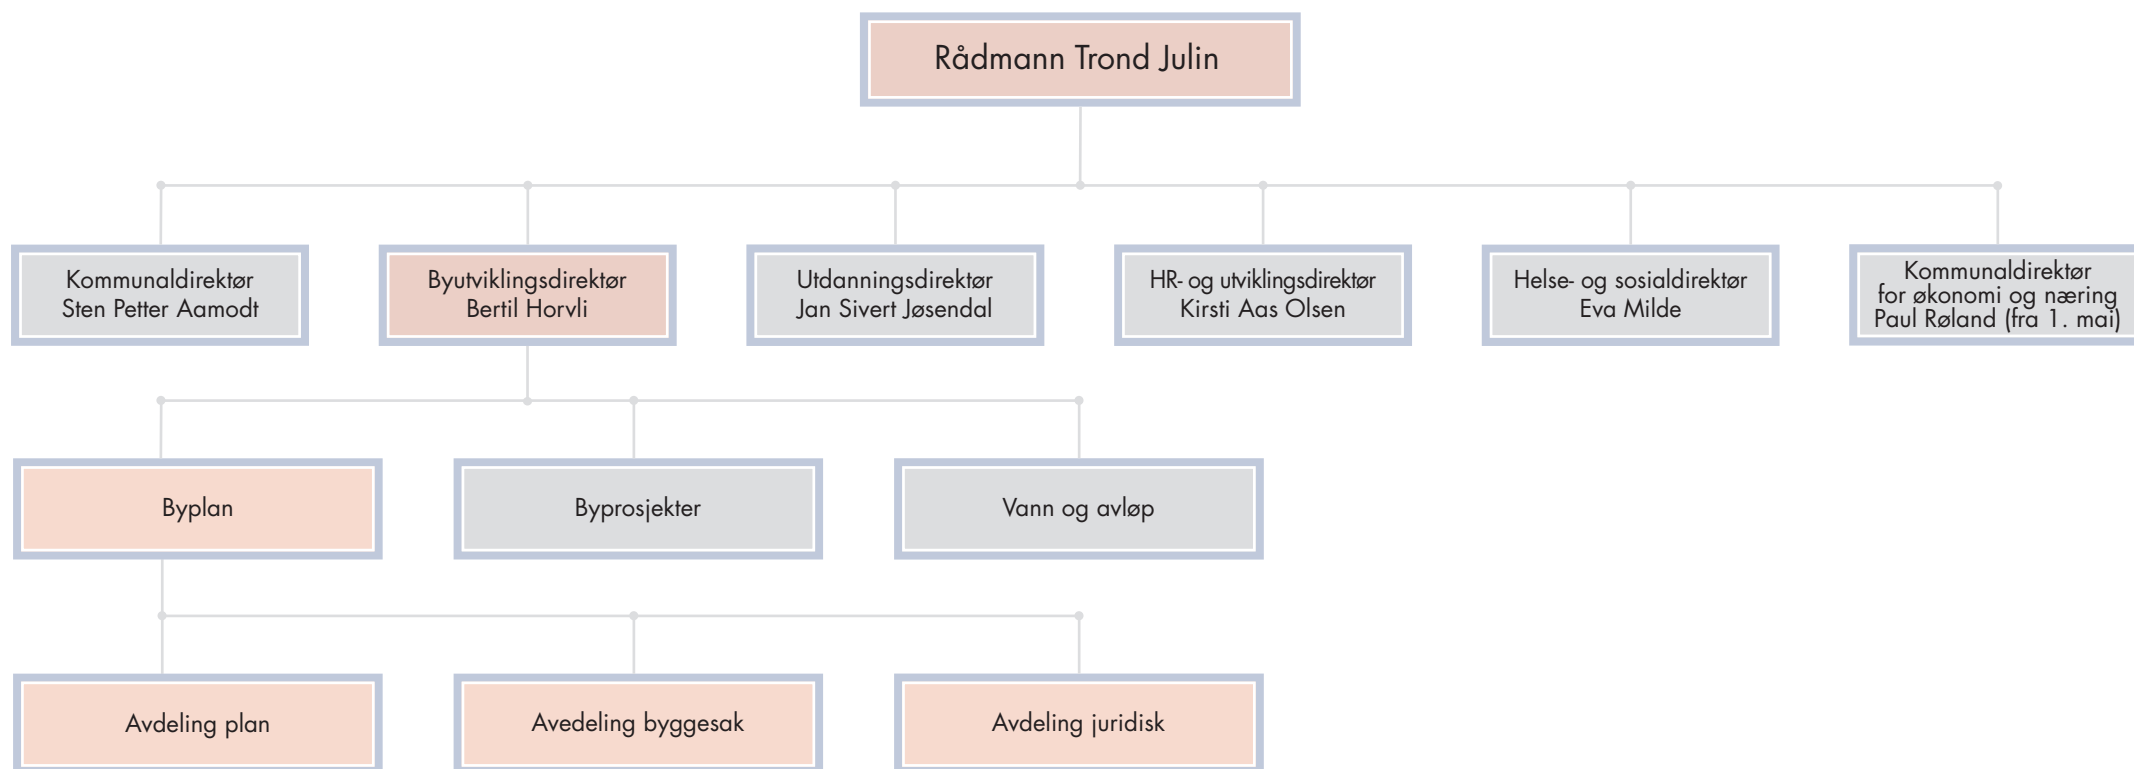 Rådmann Trond Julin
Kommunaldirektør
Sten Petter Aamodt
Byutviklingsdirektør
Bertil Horvli
Utdanningsdirektør
Jan Sivert Jøsendal
HR- og utviklingsdirektør
Kirsti Aas Olsen
Helse- og sosialdirektør
Eva Milde
Kommunaldirektør
for økonomi og næring
Paul Røland (fra 1. mai)
Byplan
Byprosjekter
Vann og avløp
Avdeling plan
Avedeling byggesak
Avdeling juridisk